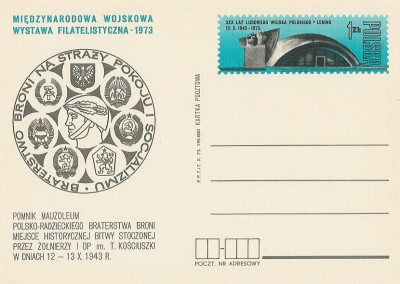 MIĘDZYNARODOWA WOJSKOWA
WYSTAWA FILATELISTYCZNA · 1973
BRATERSTWO BRONI NA STRAŻY POKOJU I SOCJALIZMU ·
POMNIK MAUZOLEUM
POLSKO-RADZIECKIEGO BRATERSTWA BRONI
MIEJSCE HISTORYCZNEJ BITWY STOCZONEJ
PRZEZ ŻOŁNIERZY I DP im. T. KOŚCIUSZKI
W DNIACH 12 — 13 X 1943 R.
KARTKA POCZTOWA
XXX LAT LUDOWEGO WOJSKA POLSKIEGO • LENINO
1943-1973
1 ZŁ
POLSKA
POCZT. NR ADRESOWY